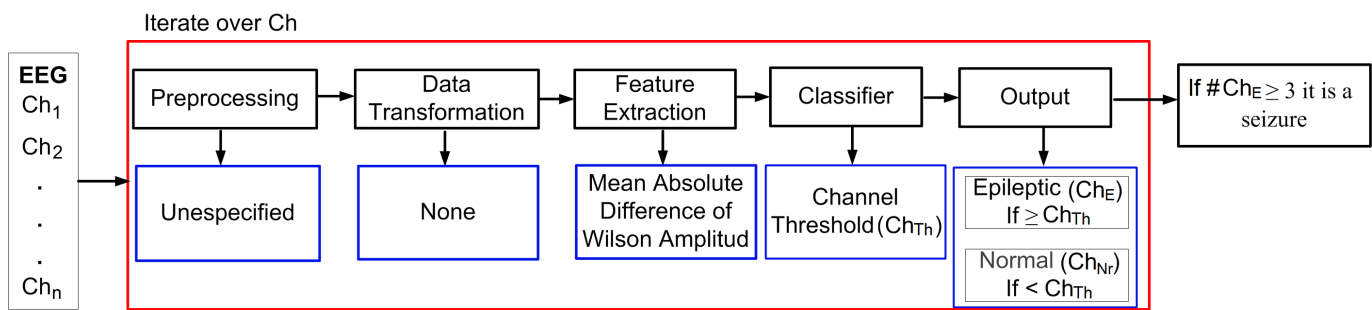 Iterate over Ch
EEG
Ch1
Ch2
.
.
.
Chn
Preprocessing
Unespecified
Data
Transformation
None
Feature
Extraction
Mean Absolute
Difference of
Wilson Amplitud
Classifier
Channel
Threshold (ChTh)
Output
Epileptic (ChE)
If ≥ ChTh
Normal (ChNr)
If < ChTh
If #ChE ≥ 3 it is a
seizure